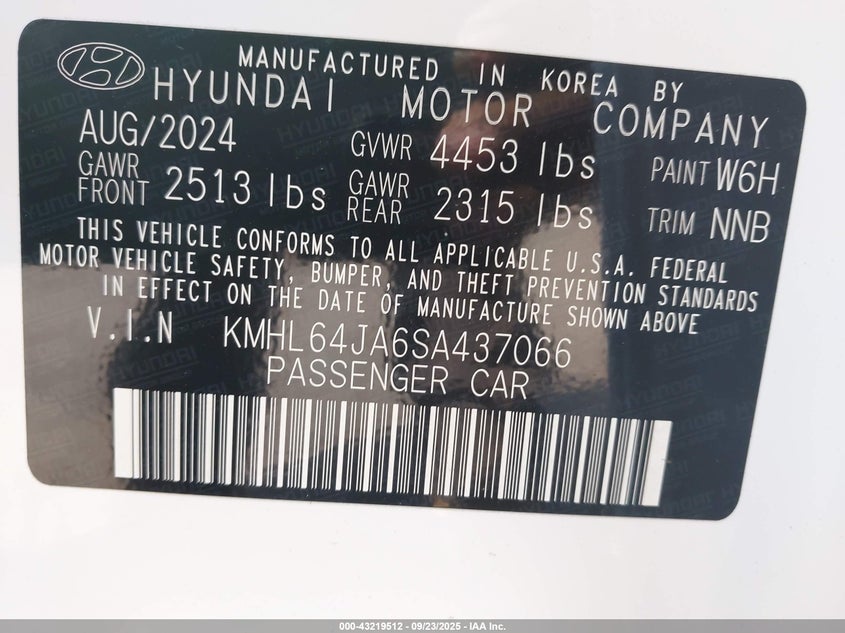 MANUFACTURED IN KOREA BY
HYUNDAI MOTOR COMPANY
AUG/2024 GVWR 4453 lbs PAINT W6H
GAWR FRONT 2513 lbs GAWR REAR 2315 lbs TRIM NNB
THIS VEHICLE CONFORMS TO ALL APPLICABLE U.S.A. FEDERAL
MOTOR VEHICLE SAFETY, BUMPER, AND THEFT PREVENTION STANDARDS
IN EFFECT ON THE DATE OF MANUFACTURE SHOWN ABOVE
V.I.N KMHL64JA6SA437066
PASSENGER CAR
000-43219512 - 09/23/2025 - IAA Inc.